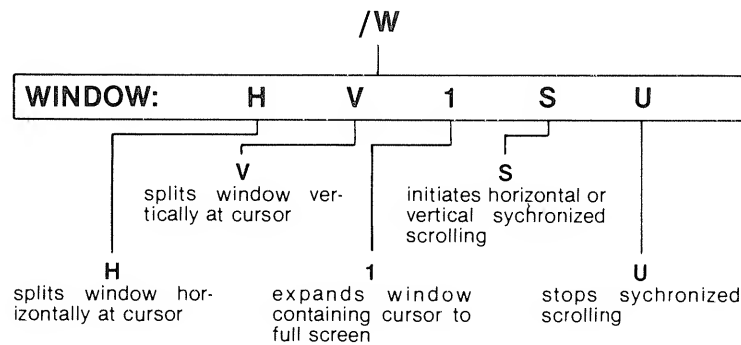 /W
WINDOW: H V 1 S U
V
splits window ver-
tically at cursor
S
initiates horizontal or
vertical sychronized
scrolling
H
splits window hor-
izontally at cursor
1
expands window
containing cursor to
full screen
U
stops sychronized
scrolling